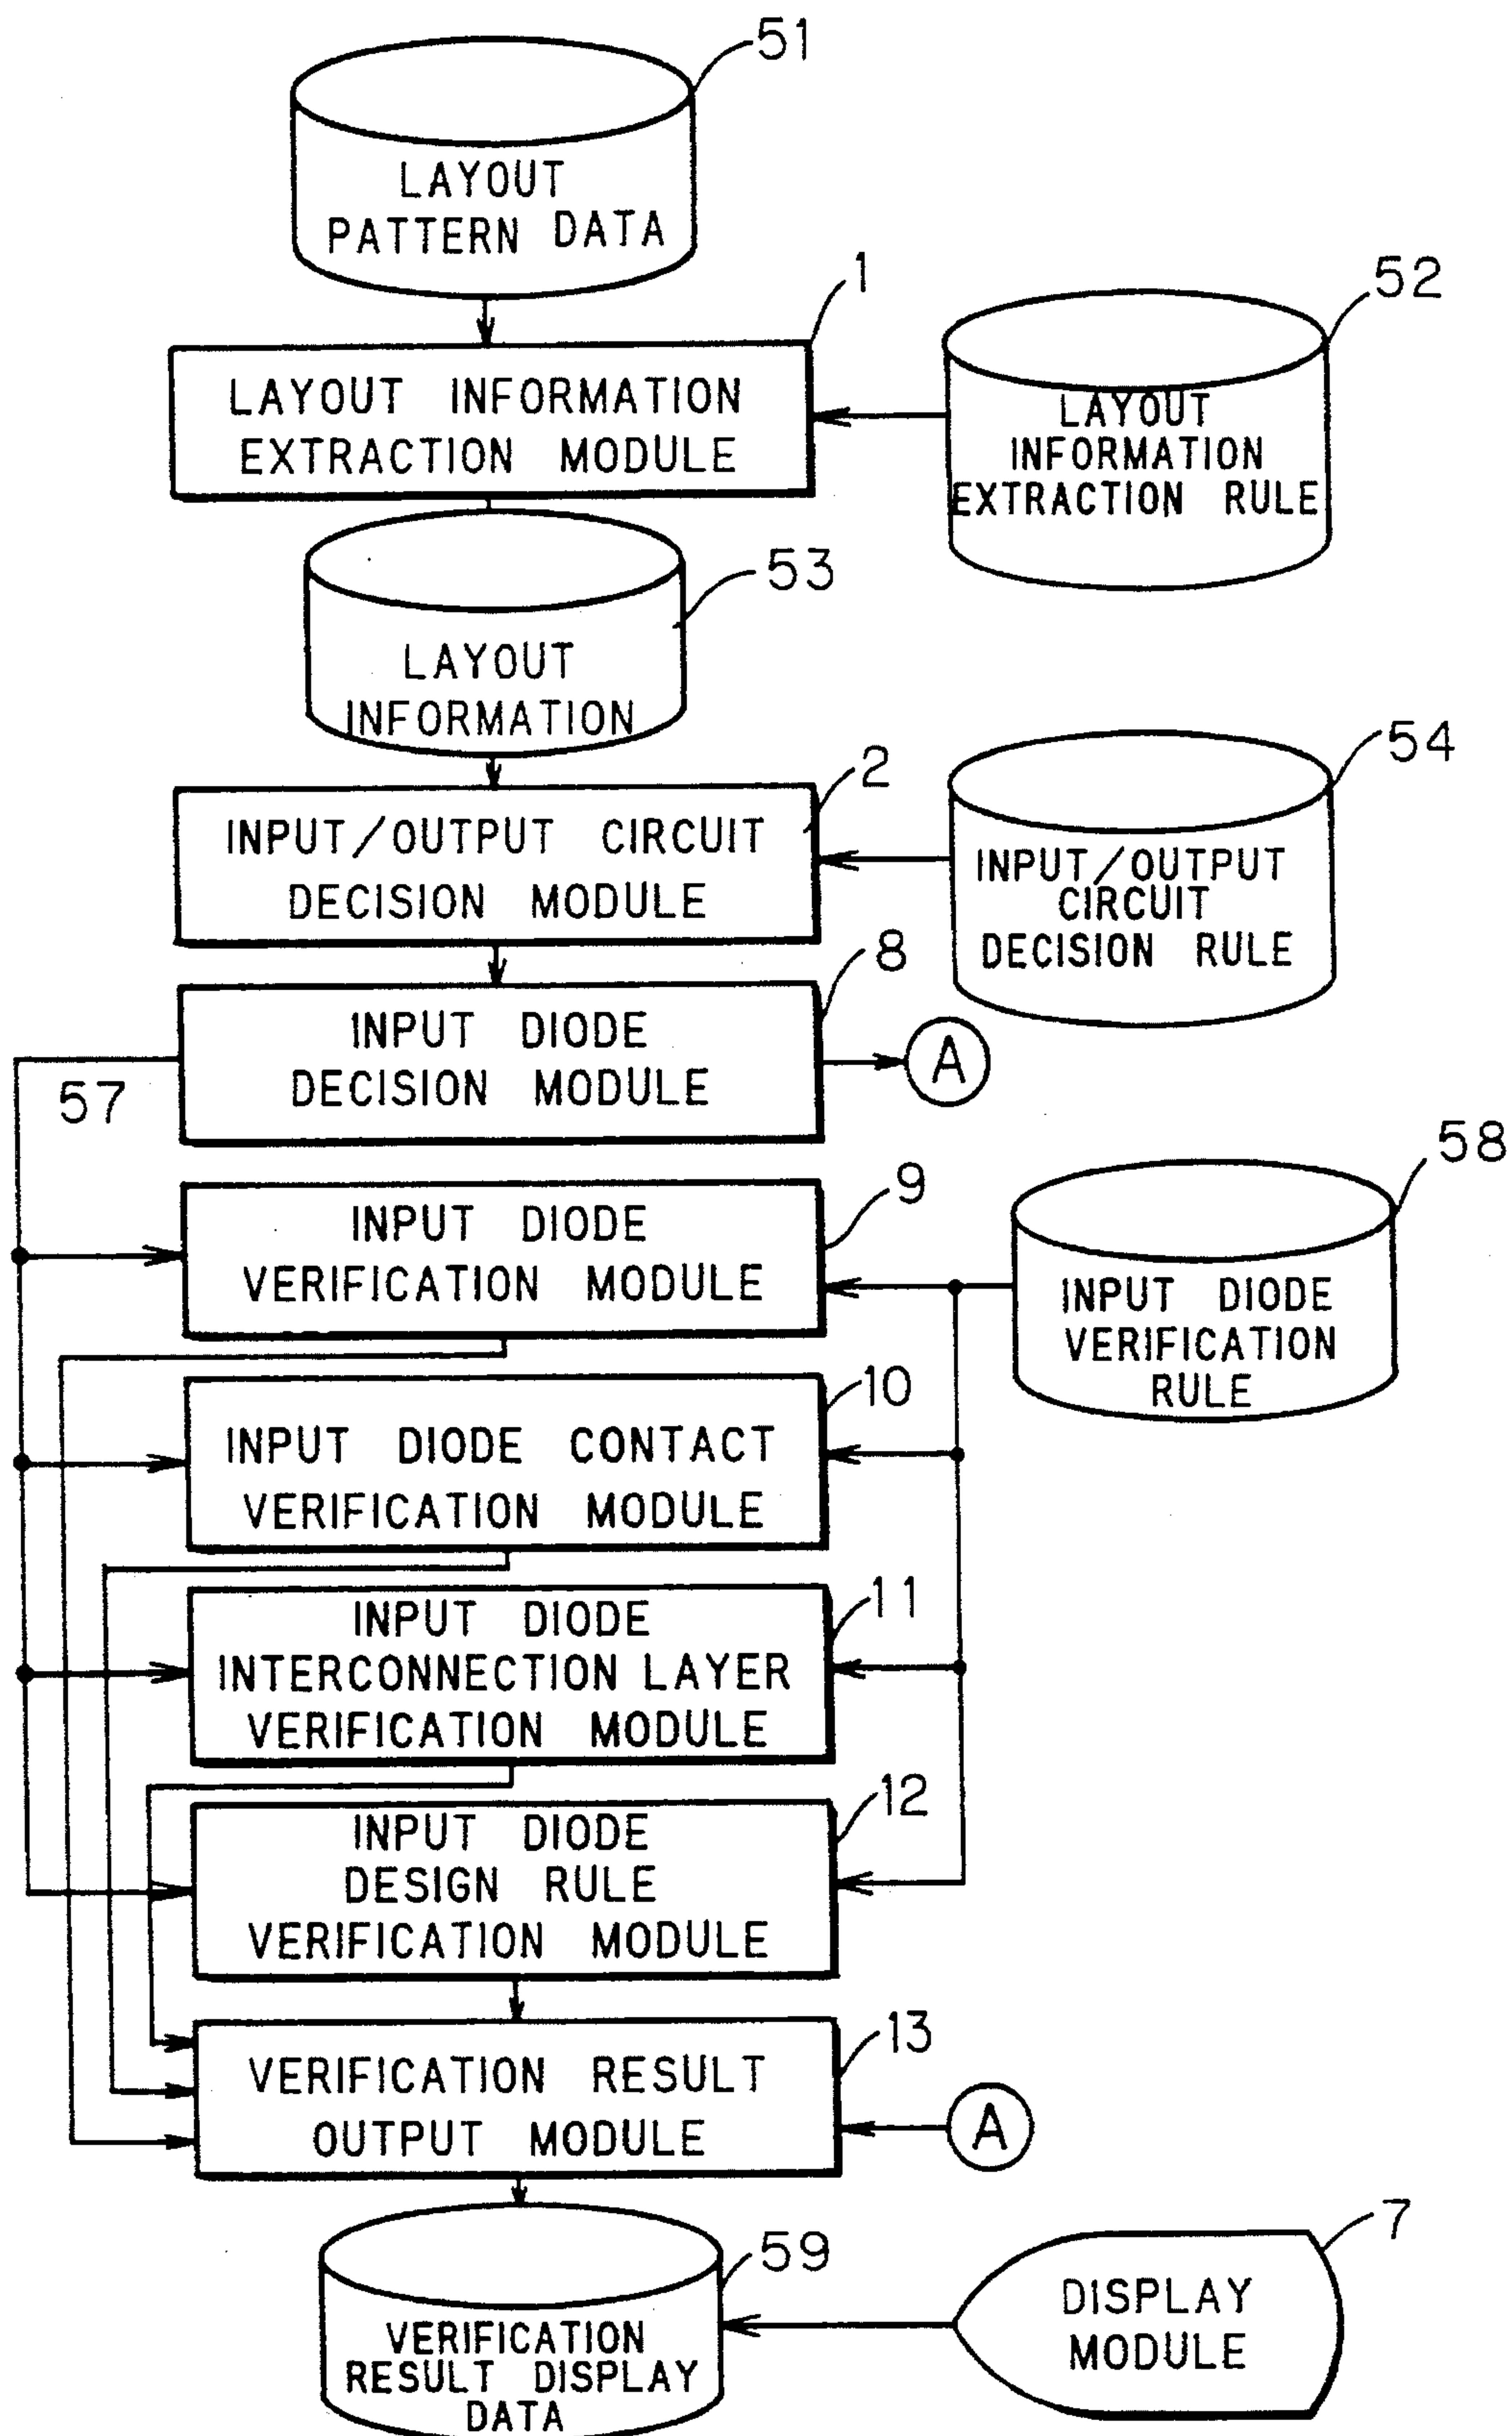 51
LAYOUT
PATTERN DATA
1
52
LAYOUT INFORMATION
EXTRACTION MODULE
LAYOUT
INFORMATION
EXTRACTION RULE
53
LAYOUT
INFORMATION
54
2
INPUT/OUTPUT CIRCUIT
DECISION MODULE
INPUT/OUTPUT
CIRCUIT
DECISION RULE
8
INPUT DIODE
DECISION MODULE
A
57
58
9
INPUT DIODE
VERIFICATION MODULE
INPUT DIODE
VERIFICATION
RULE
10
INPUT DIODE CONTACT
VERIFICATION MODULE
11
INPUT DIODE
INTERCONNECTION LAYER
VERIFICATION MODULE
12
INPUT DIODE
DESIGN RULE
VERIFICATION MODULE
13
VERIFICATION RESULT
OUTPUT MODULE
A
59
VERIFICATION
RESULT DISPLAY
DATA
7
DISPLAY
MODULE